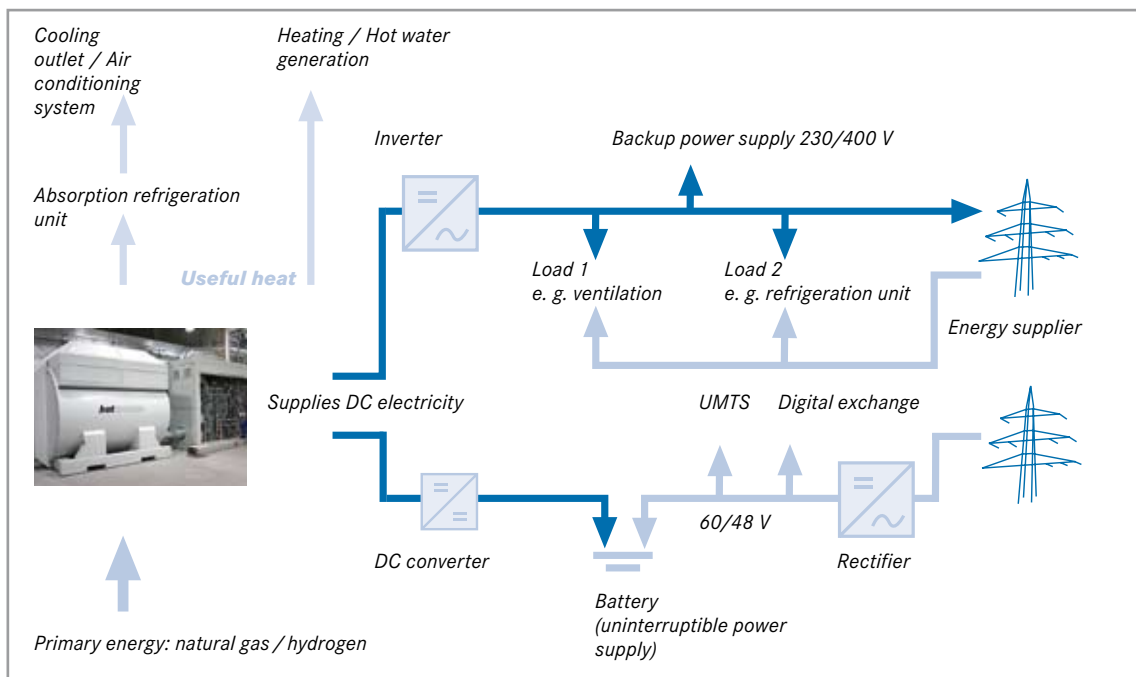 Cooling
outlet / Air
conditioning
system
Heating / Hot water
generation
Inverter
Backup power supply 230/400 V
Absorption refrigeration
unit
Useful heat
Load 1
e. g. ventilation
Load 2
e. g. refrigeration unit
Energy supplier
hot
Supplies DC electricity
UMTS
Digital exchange
60/48 V
DC converter
Rectifier
Battery
(uninterruptible power
supply)
Primary energy: natural gas / hydrogen